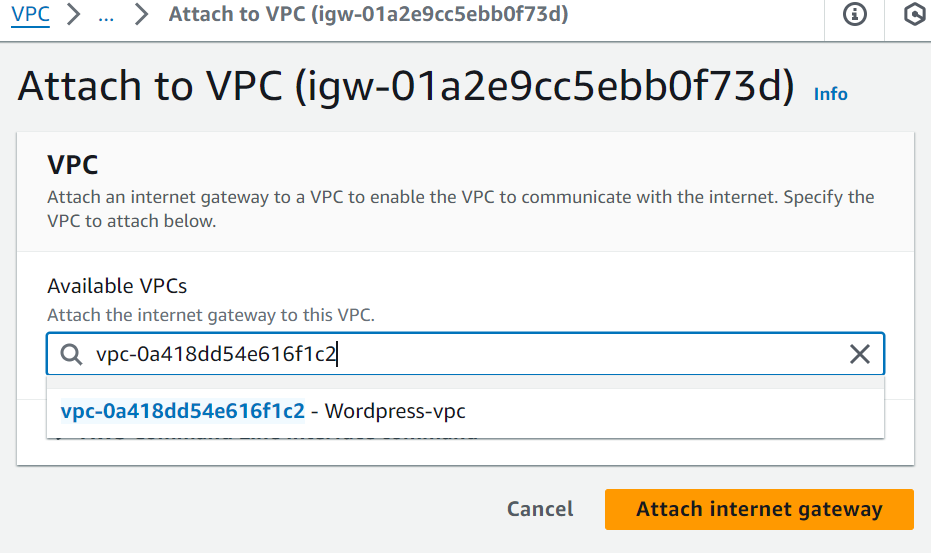 VPC > ... > Attach to VPC (igw-01a2e9cc5ebb0f73d)
Attach to VPC (igw-01a2e9cc5ebb0f73d) Info
VPC
Attach an internet gateway to a VPC to enable the VPC to communicate with the internet. Specify the
VPC to attach below.
Available VPCs
Attach the internet gateway to this VPC.
vpc-0a418dd54e616f1c2
vpc-0a418dd54e616f1c2 - Wordpress-vpc
Cancel Attach internet gateway